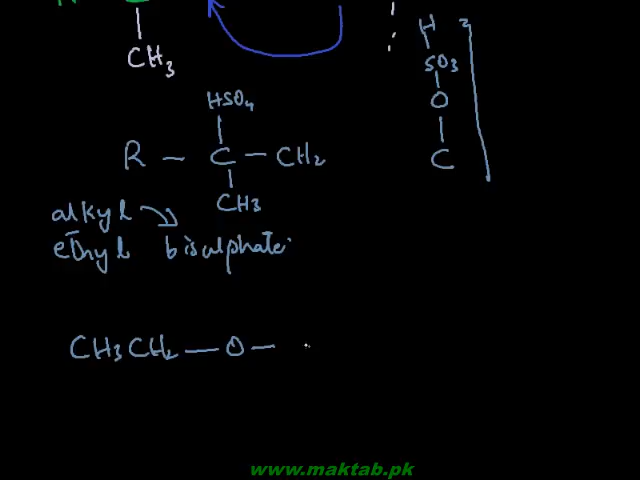 CH3
H
SO3
O
C
HSO4
R — C — CH2
CH3
alkyl
ethyl bisulphate
CH3CH2 — O —
www.maktab.pk